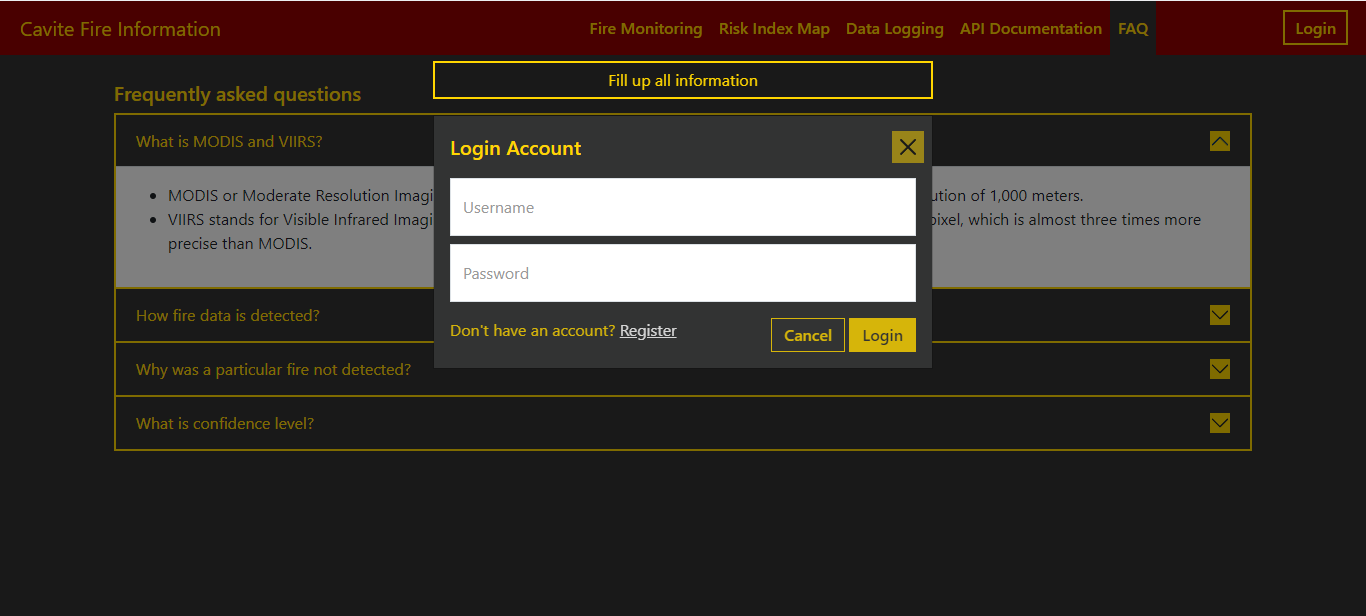 Cavite Fire Information
Fire Monitoring
Risk Index Map
Data Logging
API Documentation
FAQ
Login
Fill up all information
Frequently asked questions
What is MODIS and VIIRS?
Login Account
Username
Password
Don't have an account? Register
Cancel
Login
MODIS or Moderate Resolution Imagi
of 1,000 meters.
VIIRS stands for Visible Infrared Imagi
which is almost three times more
precise than MODIS.
How fire data is detected?
Why was a particular fire not detected?
What is confidence level?